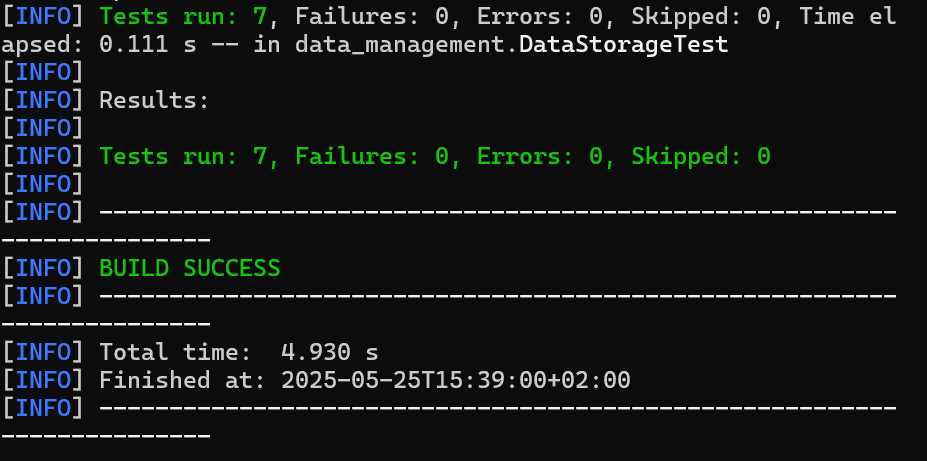 [INFO] Tests run: 7, Failures: 0, Errors: 0, Skipped: 0, Time el
apsed: 0.111 s -- in data_management.DataStorageTest
[INFO]
[INFO] Results:
[INFO]
[INFO] Tests run: 7, Failures: 0, Errors: 0, Skipped: 0
[INFO]
[INFO] ---------------------------------------------------------
---------------
[INFO] BUILD SUCCESS
[INFO] ---------------------------------------------------------
---------------
[INFO] Total time:  4.930 s
[INFO] Finished at: 2025-05-25T15:39:00+02:00
[INFO] ---------------------------------------------------------
---------------